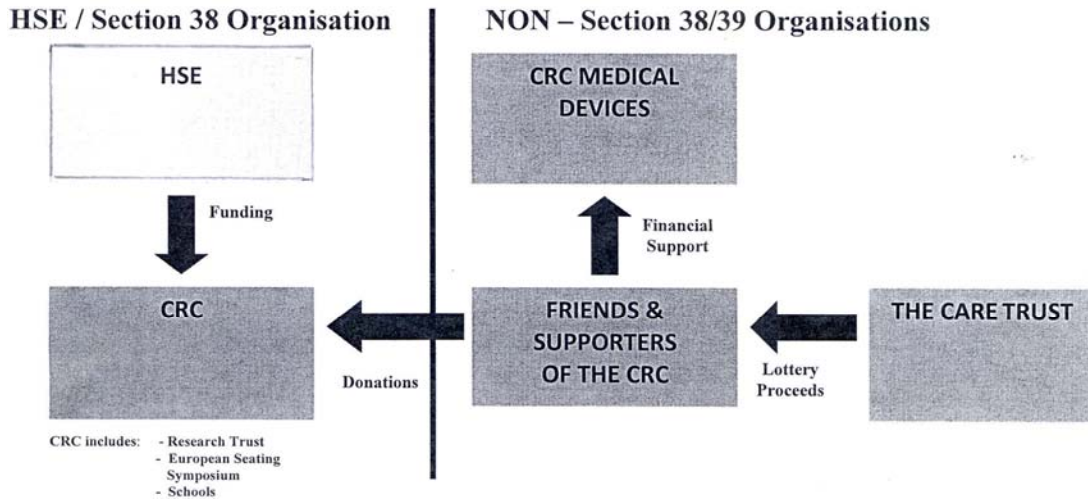 HSE / Section 38 Organisation
NON – Section 38/39 Organisations
HSE
CRC MEDICAL
DEVICES
Funding
Financial
Support
CRC
FRIENDS &
SUPPORTERS
OF THE CRC
THE CARE TRUST
Donations
Lottery
Proceeds
CRC includes: - Research Trust
- European Seating
Symposium
- Schools